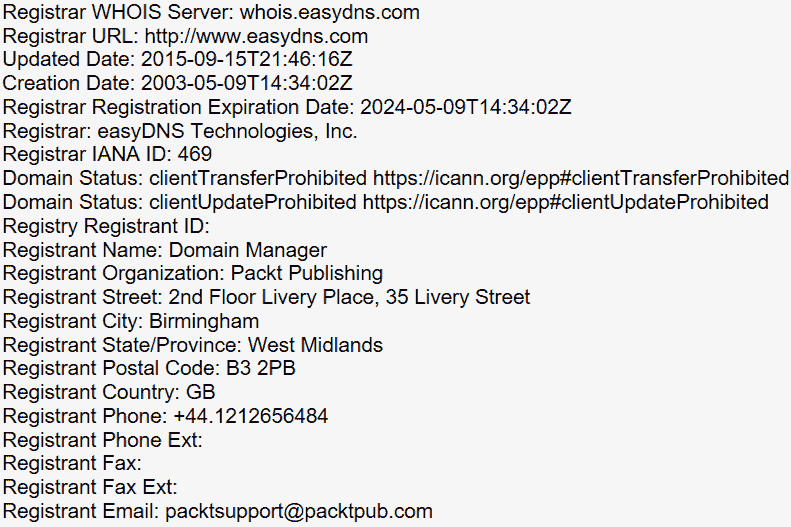 Registrar WHOIS Server: whois.easydns.com
Registrar URL: http://www.easydns.com
Updated Date: 2015-09-15T21:46:16Z
Creation Date: 2003-05-09T14:34:02Z
Registrar Registration Expiration Date: 2024-05-09T14:34:02Z
Registrar: easyDNS Technologies, Inc.
Registrar IANA ID: 469
Domain Status: clientTransferProhibited https://icann.org/epp#clientTransferProhibited
Domain Status: clientUpdateProhibited https://icann.org/epp#clientUpdateProhibited
Registry Registrant ID:
Registrant Name: Domain Manager
Registrant Organization: Packt Publishing
Registrant Street: 2nd Floor Livery Place, 35 Livery Street
Registrant City: Birmingham
Registrant State/Province: West Midlands
Registrant Postal Code: B3 2PB
Registrant Country: GB
Registrant Phone: +44.1212656484
Registrant Phone Ext:
Registrant Fax:
Registrant Fax Ext:
Registrant Email: packtsupport@packtpub.com